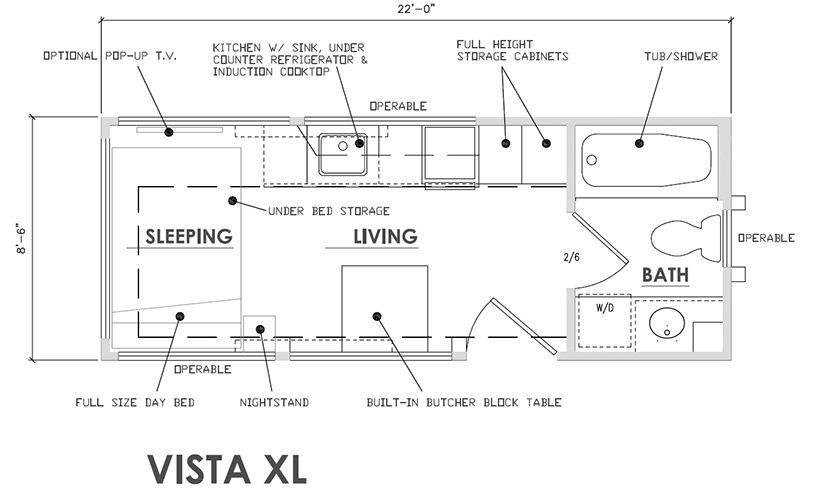 22'-0"
OPTIONAL POP-UP T.V.
KITCHEN W/ SINK, UNDER
COUNTER REFRIGERATOR &
INDUCTION COOKTOP
FULL HEIGHT
STORAGE CABINETS
TUB/SHOWER
OPERABLE
8'-6"
UNDER BED STORAGE
SLEEPING
LIVING
OPERABLE
2/6
BATH
W/D
OPERABLE
FULL SIZE DAY BED
NIGHTSTAND
BUILT-IN BUTCHER BLOCK TABLE
VISTA XL